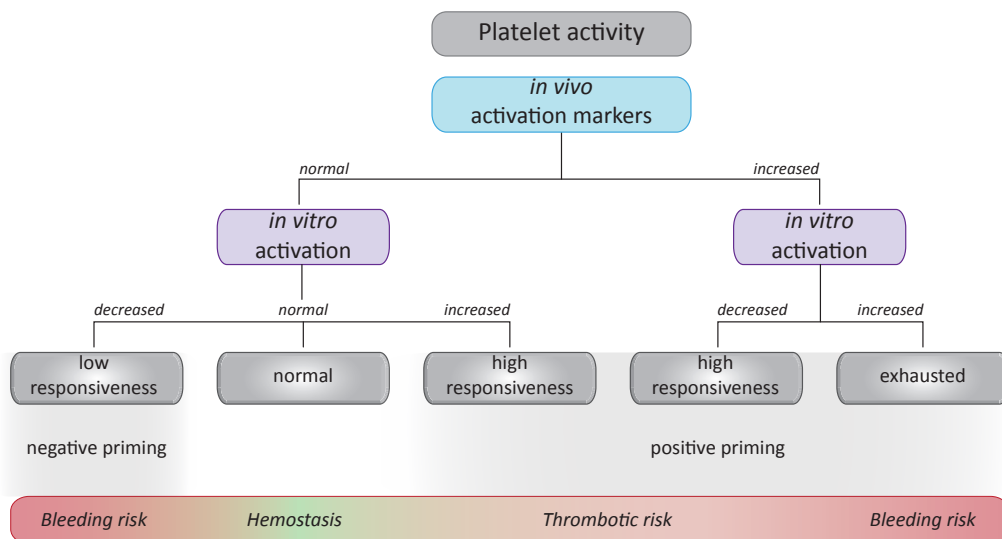 Platelet activity
in vivo
activation markers
normal
increased
in vitro
activation
in vitro
activation
decreased
normal
increased
decreased
increased
low
responsiveness
normal
high
responsiveness
high
responsiveness
exhausted
negative priming
positive priming
Bleeding risk
Hemostasis
Thrombotic risk
Bleeding risk